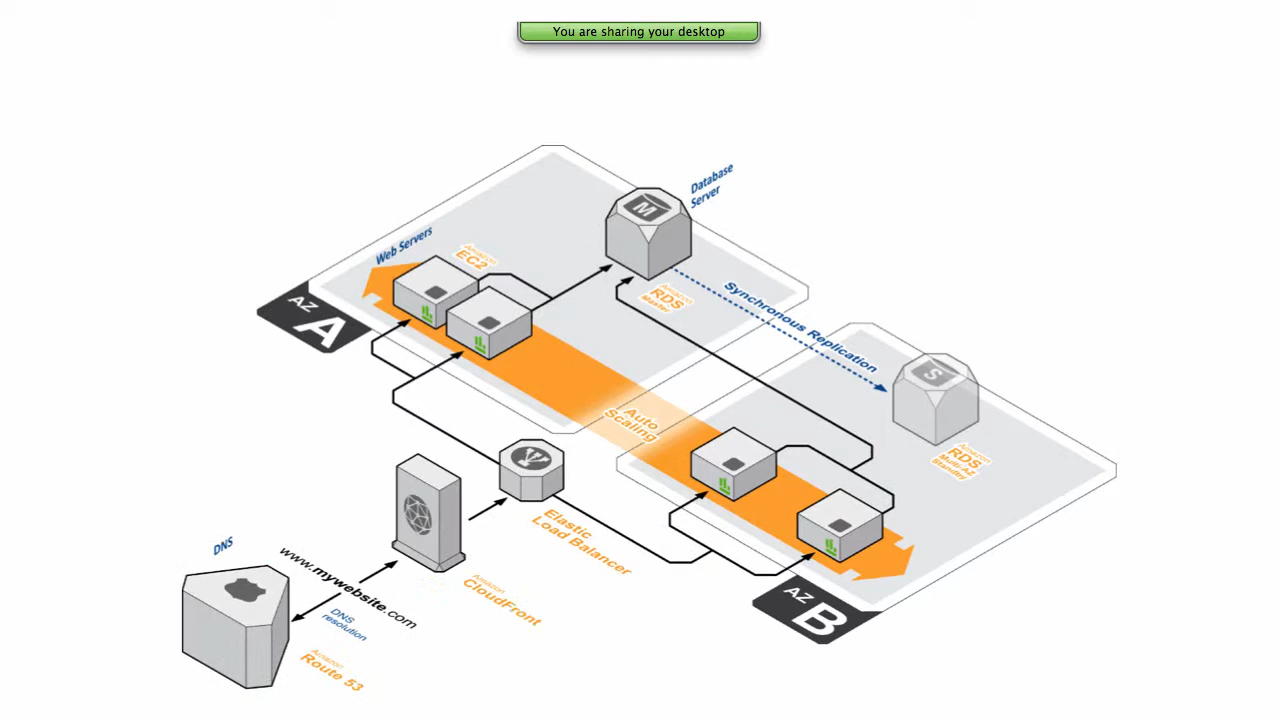 You are sharing your desktop
Database
Server
M
Web Servers
Amazon
EC2
Amazon
RDS
Master
Synchronous Replication
AZ
A
S
Amazon
RDS
Multi-AZ
Standby
Auto
Scaling
Elastic
Load Balancer
AZ
B
Amazon
CloudFront
DNS
www.mywebsite.com
DNS
resolution
Amazon
Route 53